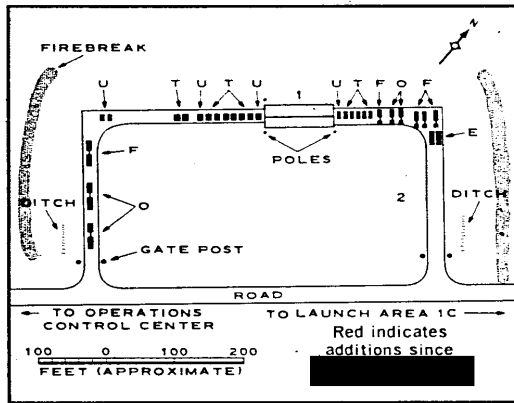 N
FIREBREAK
U T U T U 1 U T F O F
F
E
POLES
DITCH
O
2
DITCH
GATE POST
ROAD
TO OPERATIONS
CONTROL CENTER
TO LAUNCH AREA 1C
Red indicates
additions since
100 0 100 200
FEET (APPROXIMATE)